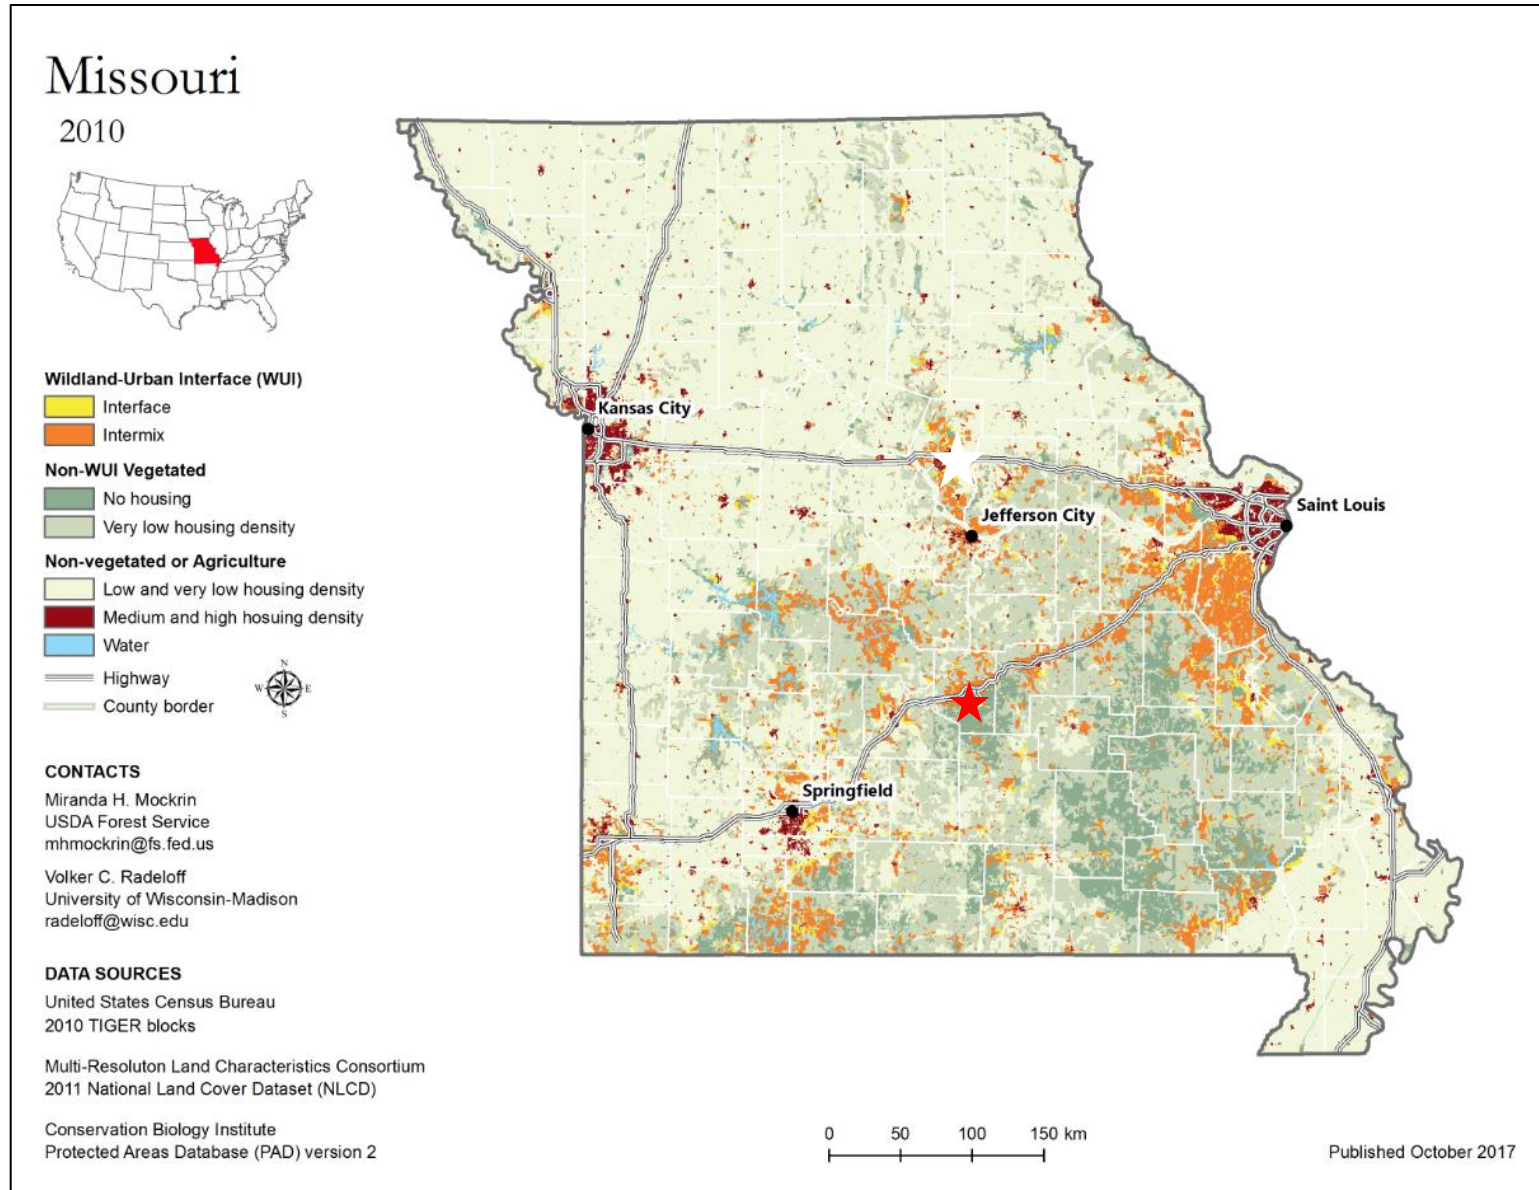 Missouri
2010
Wildland-Urban Interface (WUI)
Interface
Intermix
Non-WUI Vegetated
No housing
Very low housing density
Non-vegetated or Agriculture
Low and very low housing density
Medium and high hosuing density
Water
Highway
County border
N
W
E
S
CONTACTS
Miranda H. Mockrin
USDA Forest Service
mhmockrin@fs.fed.us
Volker C. Radeloff
University of Wisconsin-Madison
radeloff@wisc.edu
DATA SOURCES
United States Census Bureau
2010 TIGER blocks
Multi-Resoluton Land Characteristics Consortium
2011 National Land Cover Dataset (NLCD)
Conservation Biology Institute
Protected Areas Database (PAD) version 2
Kansas City
Jefferson City
Saint Louis
Springfield
0 50 100 150 km
Published October 2017